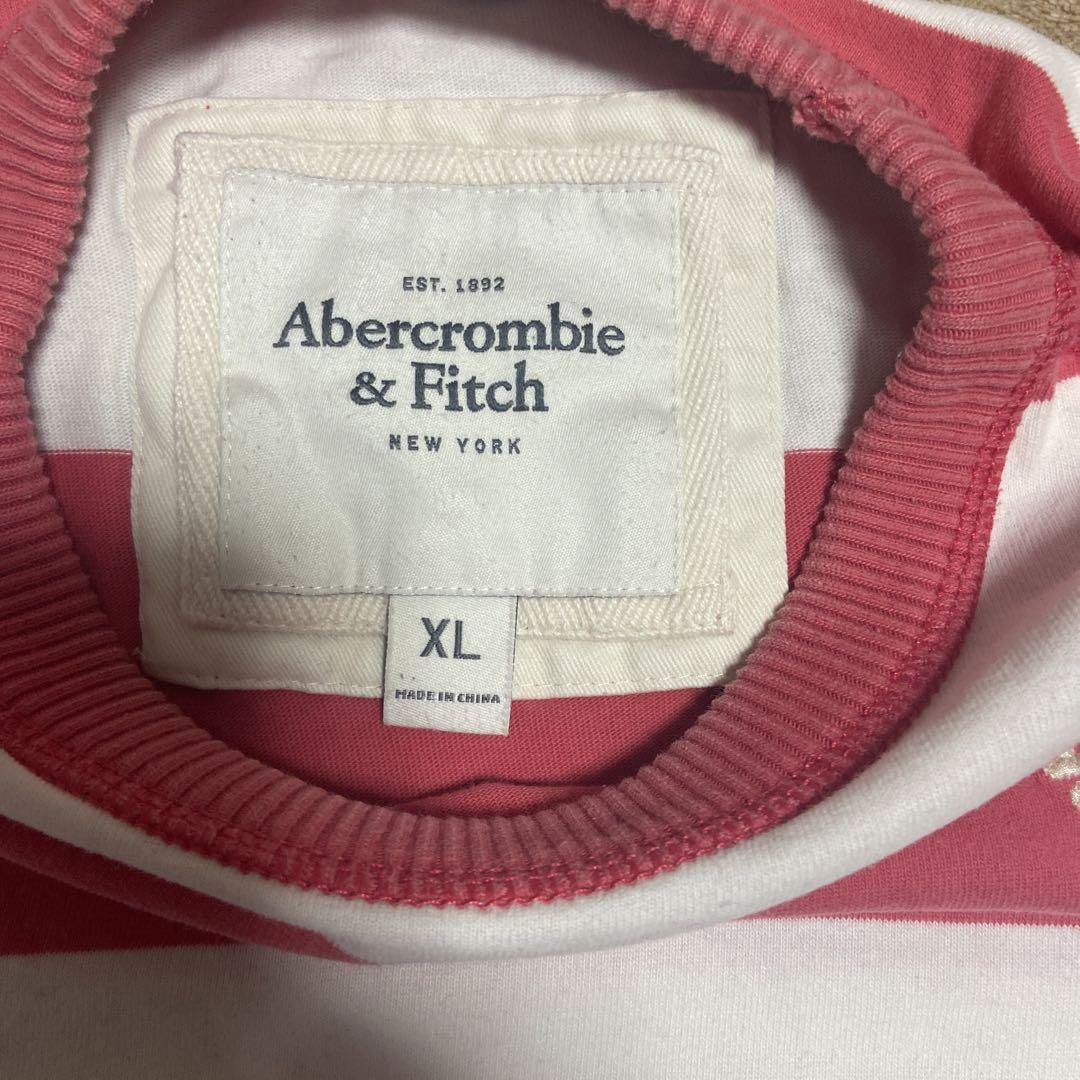 EST. 1892
Abercrombie
& Fitch
NEW YORK
XL
MADE IN CHINA